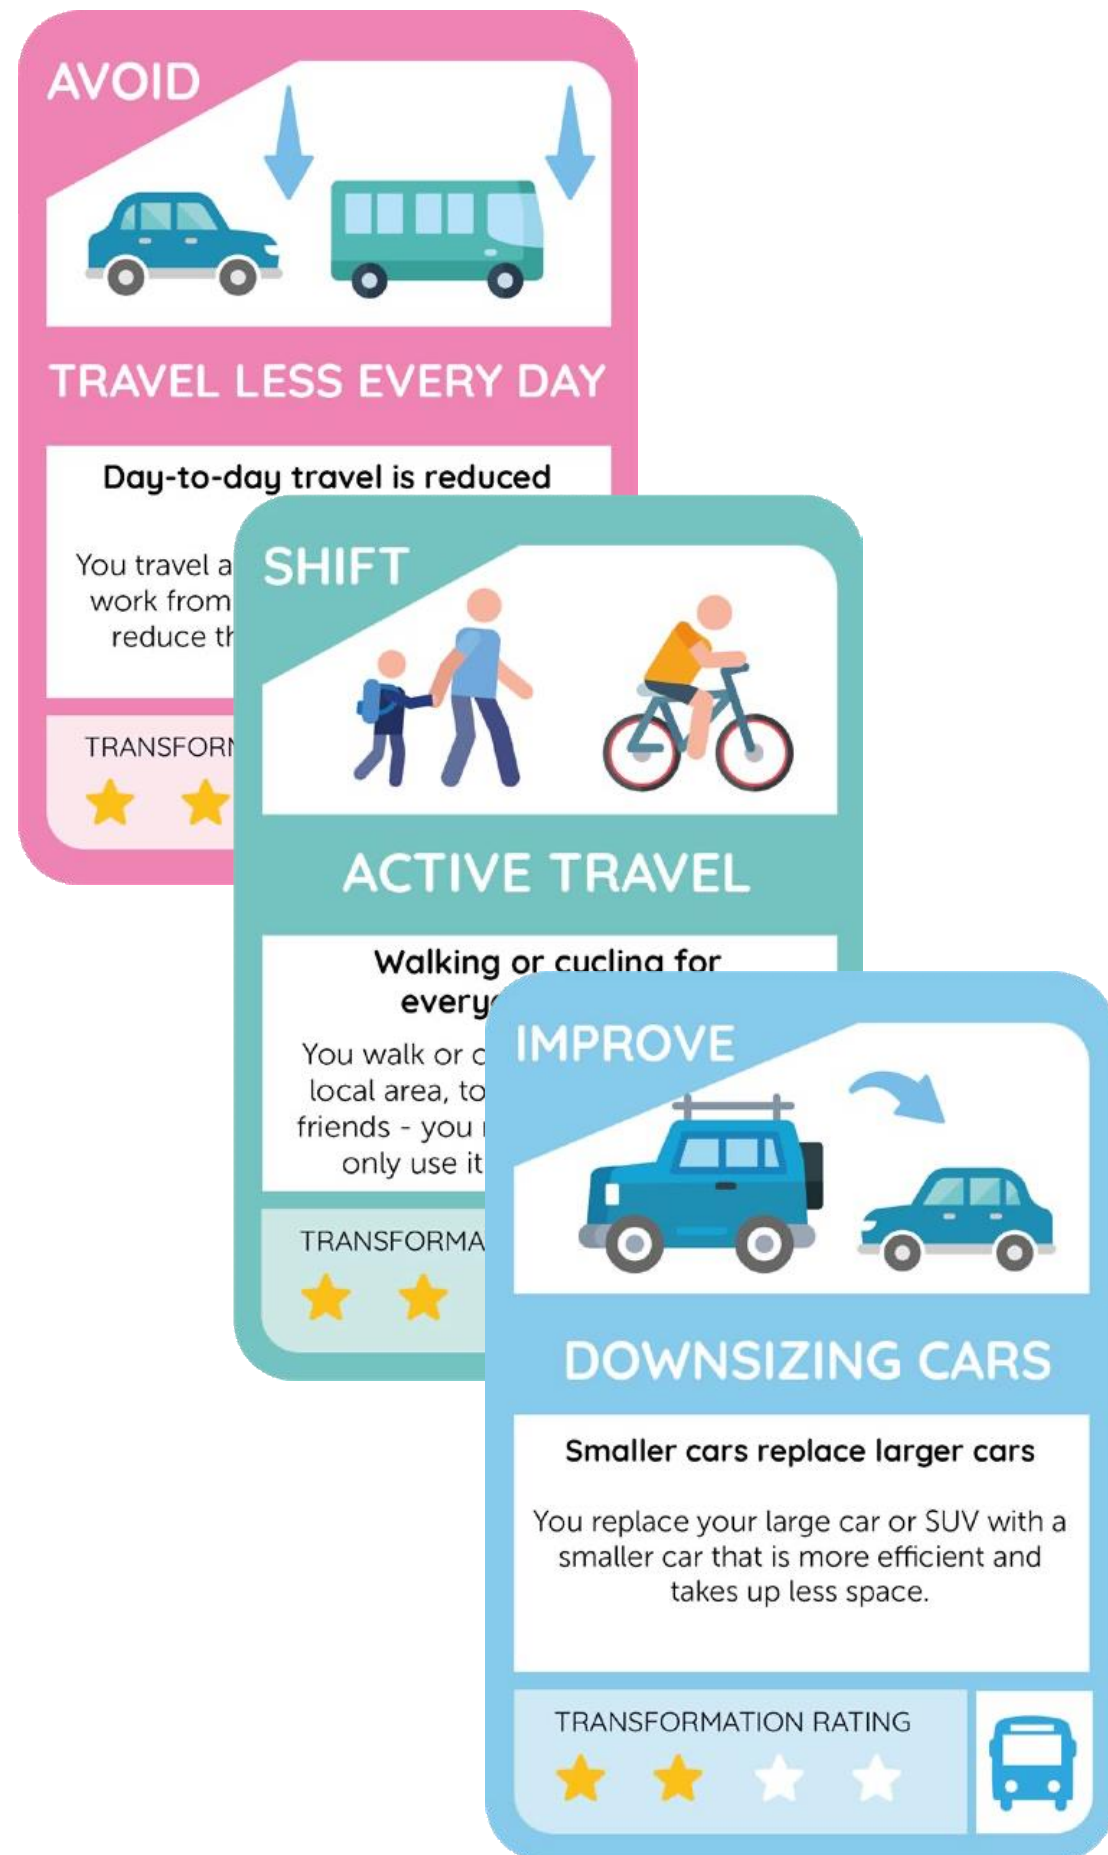 AVOID
TRAVEL LESS EVERY DAY
Day-to-day travel is reduced
You travel
work from
reduce
SHIFT
ACTIVE TRAVEL
Walking or cycling for
You walk or
local area, to
friends - you
only use it
IMPROVE
DOWNSIZING CARS
Smaller cars replace larger cars
You replace your large car or SUV with a
smaller car that is more efficient and
takes up less space.
TRANSFORMATION RATING